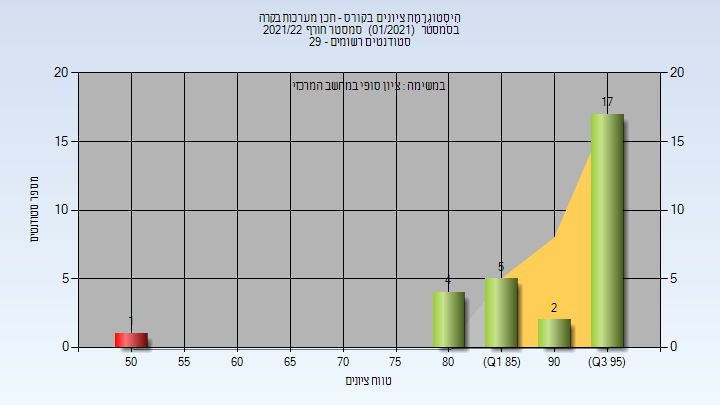 היסטוגרמת ציונים בקורס - תכן מערכות בקרה
בסמסטר (01/2021) סמסטר חורף 2021/22
סטודנטים רשומים - 29
במשימה : ציון סופי במחשב המרכזי
מספר סטודנטים
20
15
10
5
0
20
15
10
5
0
1
4
5
2
17
50
55
60
65
70
75
80
(Q1 85)
90
(Q3 95)
טווח ציונים